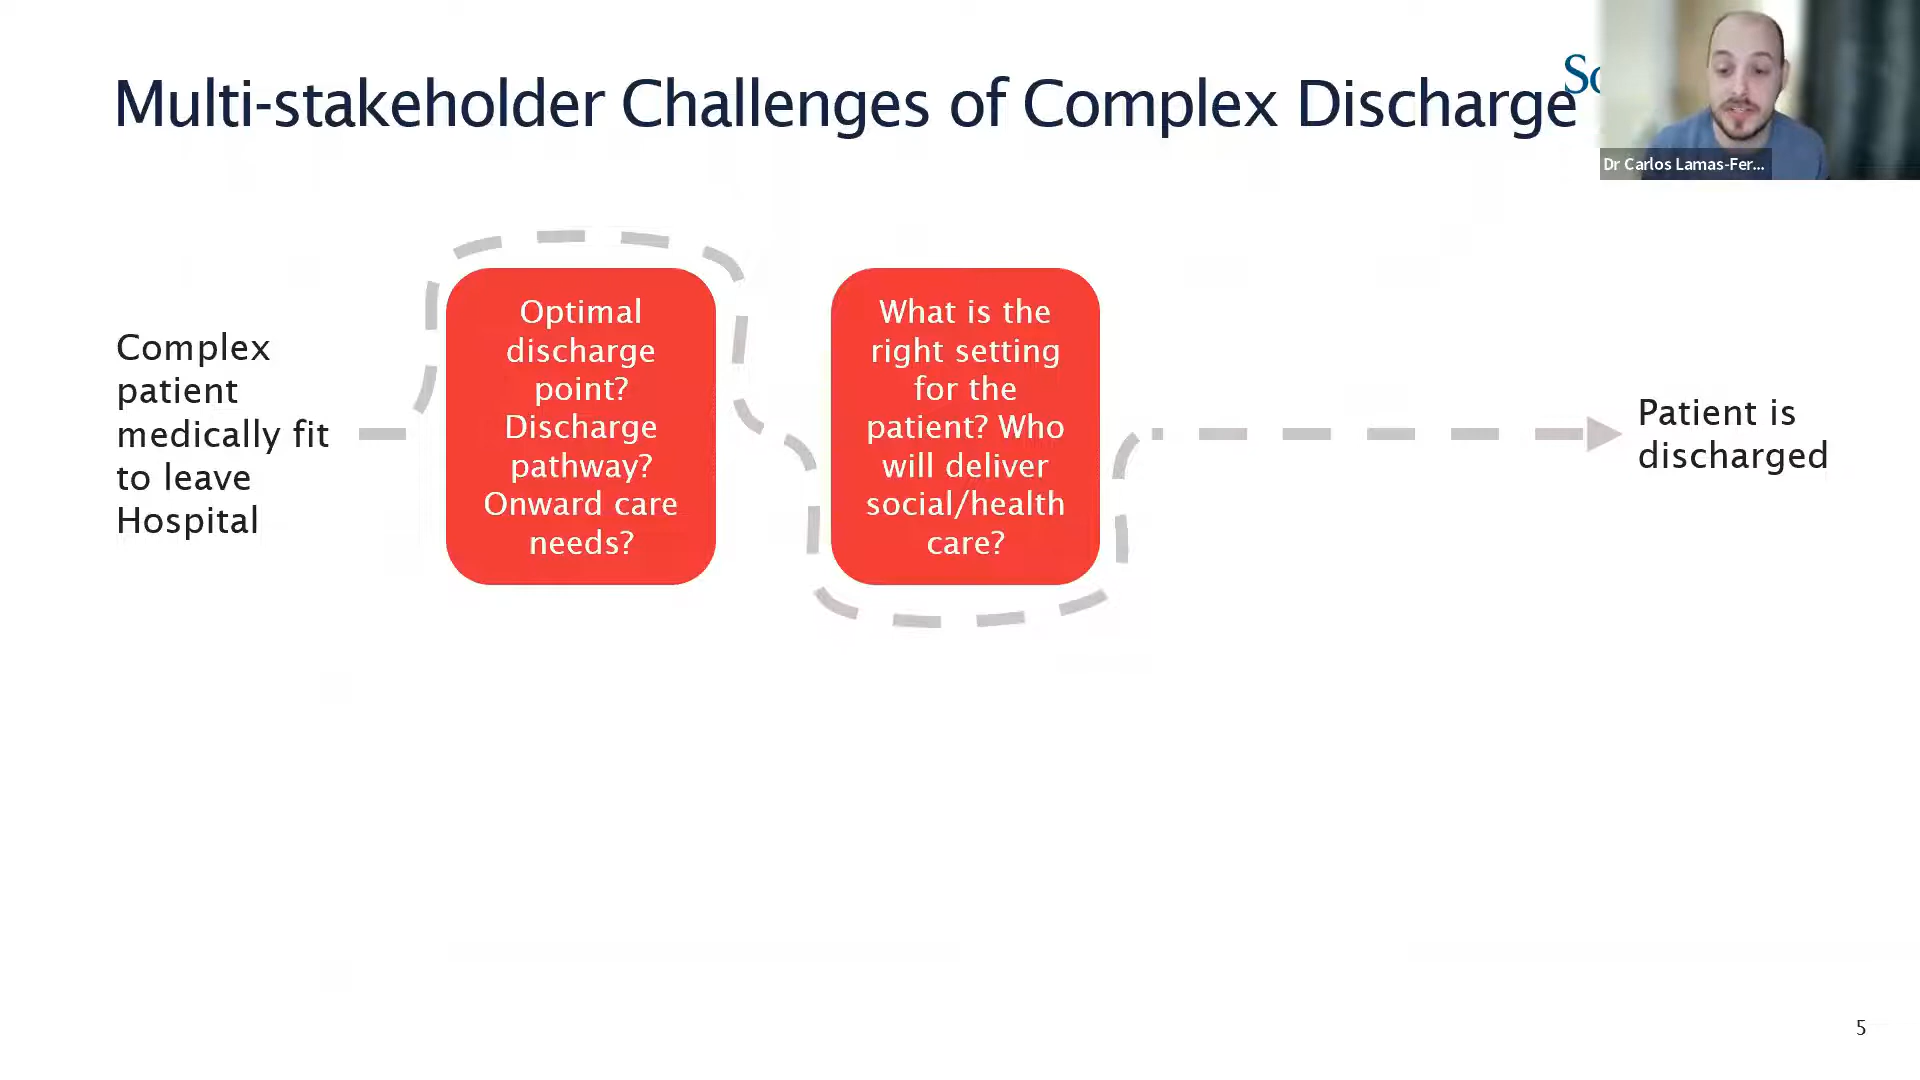 Multi-stakeholder Challenges of Complex Discharge
Dr Carlos Lamas-Fer...
Complex
patient
medically fit
to leave
Hospital
Optimal
discharge
point?
Discharge
pathway?
Onward care
needs?
What is the
right setting
for the
patient? Who
will deliver
social/health
care?
Patient is
discharged
5